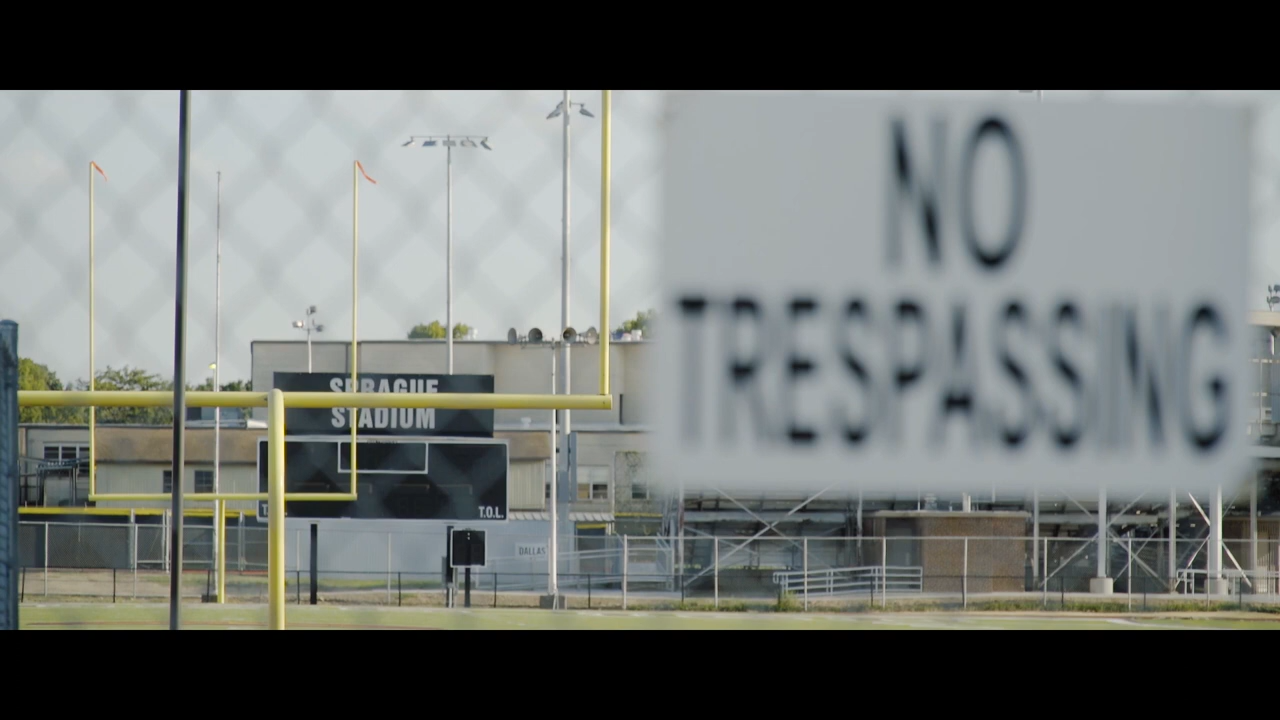 NO
TRESPASSING
SPRAGUE
STADIUM
T.O.L.
DALLAS